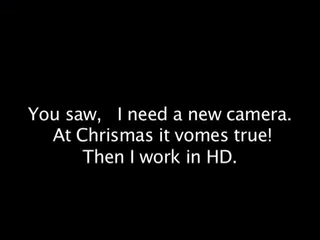 You saw,   I need a new camera.
At Chrismas it vomes true!
Then I work in HD.